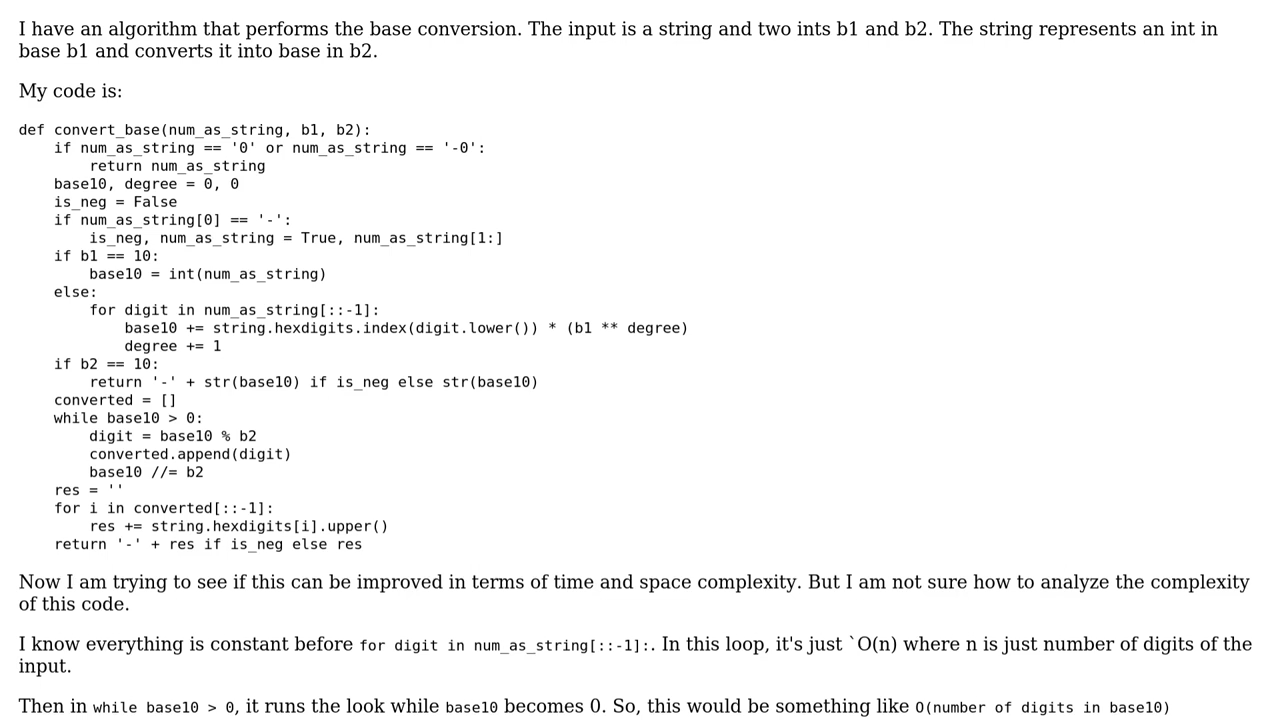 I have an algorithm that performs the base conversion. The input is a string and two ints b1 and b2. The string represents an int in
base b1 and converts it into base in b2.
My code is:
def convert_base(num_as_string, b1, b2):
    if num_as_string == '0' or num_as_string == '-0':
        return num_as_string
    base10, degree = 0, 0
    is_neg = False
    if num_as_string[0] == '-':
        is_neg, num_as_string = True, num_as_string[1:]
    if b1 == 10:
        base10 = int(num_as_string)
    else:
        for digit in num_as_string[::-1]:
            base10 += string.hexdigits.index(digit.lower()) * (b1 ** degree)
            degree += 1
    if b2 == 10:
        return '-' + str(base10) if is_neg else str(base10)
    converted = []
    while base10 > 0:
        digit = base10 % b2
        converted.append(digit)
        base10 //= b2
    res = ''
    for i in converted[::-1]:
        res += string.hexdigits[i].upper()
    return '-' + res if is_neg else res
Now I am trying to see if this can be improved in terms of time and space complexity. But I am not sure how to analyze the complexity
of this code.
I know everything is constant before for digit in num_as_string[::-1]:. In this loop, it's just `O(n) where n is just number of digits of the
input.
Then in while base10 > 0, it runs the look while base10 becomes 0. So, this would be something like O(number of digits in base10)